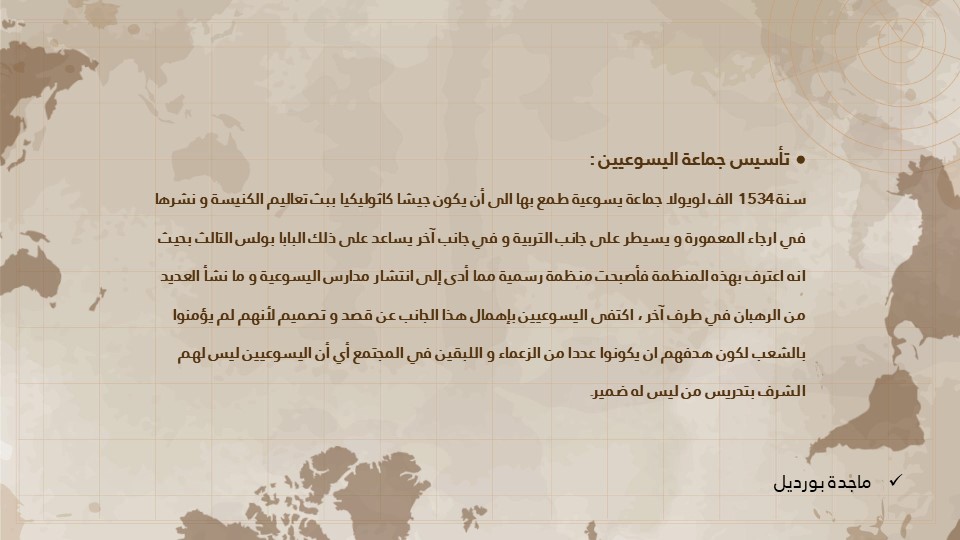 ● تأسيس جماعة اليسوعيين :
سنة 1534 الف لويولا جماعة يسوعية طمع بها الى أن يكون جيشا كاثوليكيا ببث تعاليم الكنيسة و نشرها
في ارجاء المعمورة و يسيطر على جانب التربية و في جانب آخر يساعد على ذلك البابا بولس الثالث بحيث
انه اعترف بهذه المنظمة فأصبحت منظمة رسمية مما أدى إلى انتشار مدارس اليسوعية و ما نشأ العديد
من الرهبان في طرف آخر ، اكتفى اليسوعيين بإهمال هذا الجانب عن قصد و تصميم لأنهم لم يؤمنوا
بالشعب لكون هدفهم ان يكونوا عددا من الزعماء و اللبقين في المجتمع أي أن اليسوعيين ليس لهم
الشرف بتدريس من ليس له ضمير.
✓ ماجدة بورديل